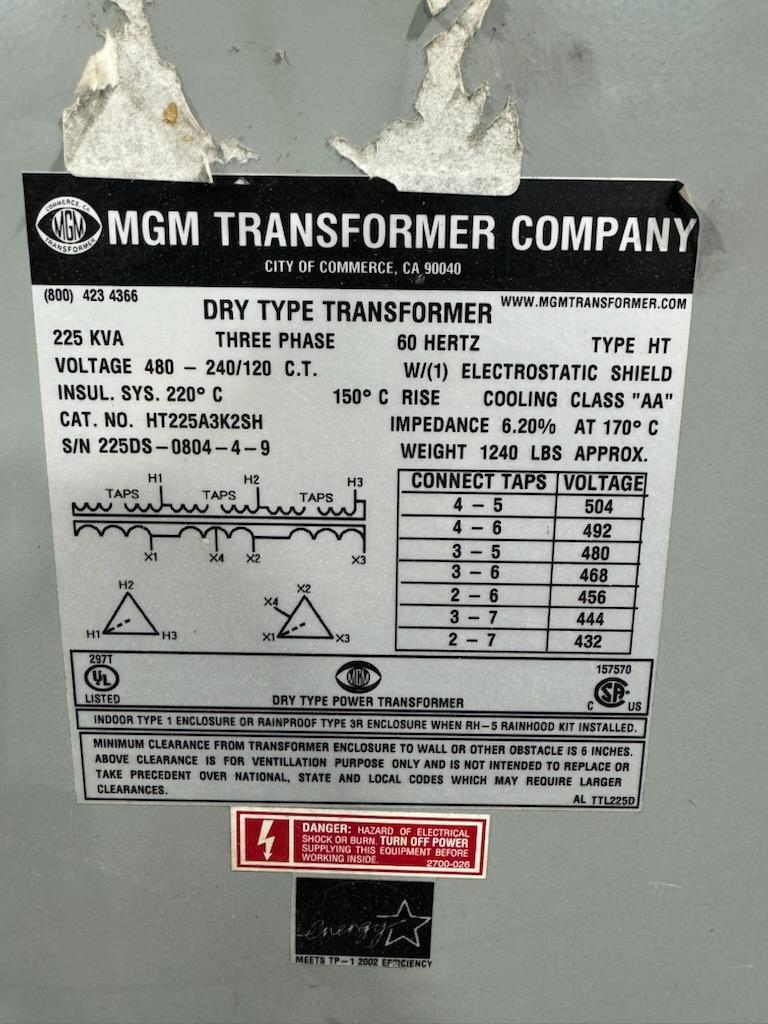 COMMERCE, CA
MGM
TRANSFORMER
MGM TRANSFORMER COMPANY
CITY OF COMMERCE, CA 90040
(800) 423 4366
WWW.MGMTRANSFORMER.COM
DRY TYPE TRANSFORMER
225 KVA THREE PHASE 60 HERTZ TYPE HT
VOLTAGE 480 – 240/120 C.T. W/(1) ELECTROSTATIC SHIELD
INSUL. SYS. 220° C 150° C RISE COOLING CLASS "AA"
CAT. NO. HT225A3K2SH IMPEDANCE 6.20% AT 170° C
S/N 225DS–0804–4–9 WEIGHT 1240 LBS APPROX.
H1 H2 H3
TAPS TAPS TAPS
X1 X4 X2 X3
H2
H1 H3
X2
X4
X1 X3
CONNECT TAPS VOLTAGE
4 – 5 504
4 – 6 492
3 – 5 480
3 – 6 468
2 – 6 456
3 – 7 444
2 – 7 432
297T
UL
LISTED
MGM
DRY TYPE POWER TRANSFORMER
157570
SA
C US
INDOOR TYPE 1 ENCLOSURE OR RAINPROOF TYPE 3R ENCLOSURE WHEN RH–5 RAINHOOD KIT INSTALLED.
MINIMUM CLEARANCE FROM TRANSFORMER ENCLOSURE TO WALL OR OTHER OBSTACLE IS 6 INCHES.
ABOVE CLEARANCE IS FOR VENTILLATION PURPOSE ONLY AND IS NOT INTENDED TO REPLACE OR
TAKE PRECEDENT OVER NATIONAL, STATE AND LOCAL CODES WHICH MAY REQUIRE LARGER
CLEARANCES.
AL TTL225D
DANGER: HAZARD OF ELECTRICAL
SHOCK OR BURN. TURN OFF POWER
SUPPLYING THIS EQUIPMENT BEFORE
WORKING INSIDE. 2700-026
energy
MEETS TP–1 2002 EFFICIENCY